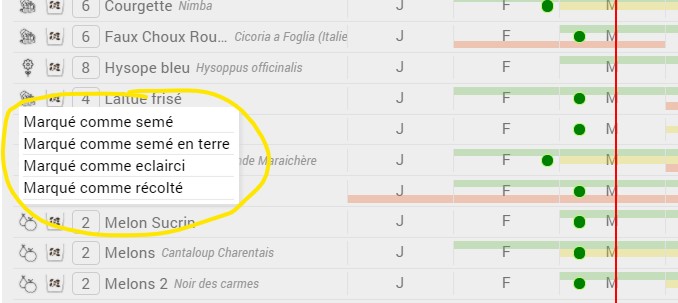 6 Courgette Nimba J F M
6 Faux Choux Rou... Cicoria a Foglia (Italie J F M
8 Hysope bleu Hysoppus officinalis J F M
4 Laitue frisé J F M
Marqué comme semé
Marqué comme semé en terre
Marqué comme eclairci
Marqué comme récolté
J F M
Maraichère J F M
J F M
2 Melon Sucrin J F M
2 Melons Cantaloup Charentais J F M
2 Melons 2 Noir des carmes J F M